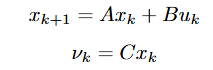 x_{k+1} = Ax_k + Bu_k
ν_k = Cx_k